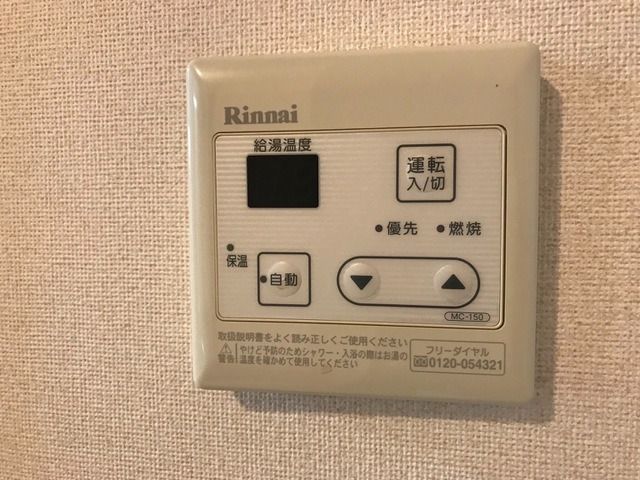 Rinnai
給湯温度
運転
入/切
優先
燃焼
保温
自動
▼
▲
MC-150
取扱説明書をよく読み正しくご使用ください
警告 やけど予防のためシャワー・入浴の際はお湯の
温度を確かめて使用してください
フリーダイヤル
0120-054321